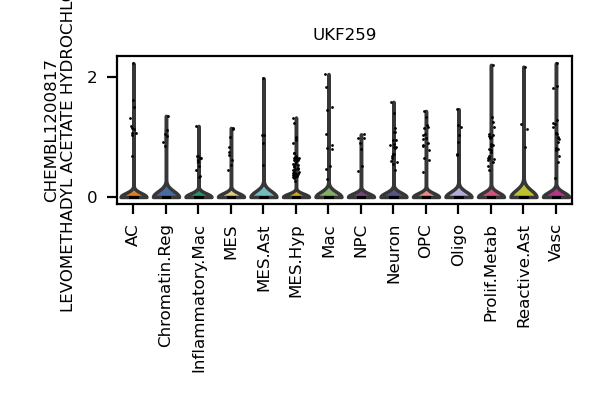 UKF259
CHEMBL1200817
LEVOMETHADYL ACETATE
2
0
AC
Chromatin.Reg
Inflammatory.Mac
MES
MES.Ast
MES.Hyp
Mac
NPC
Neuron
OPC
Oligo
Prolif.Metab
Reactive.Ast
Vasc